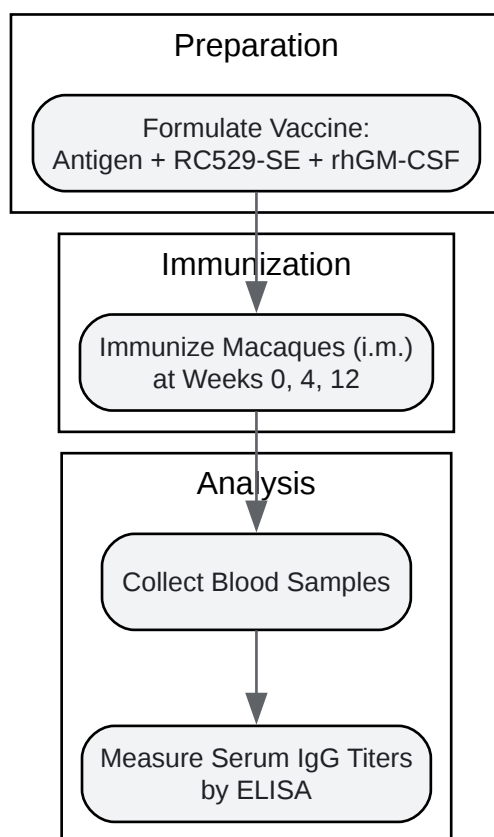 Preparation
Formulate Vaccine:
Antigen + RC529-SE + rhGM-CSF
Immunization
Immunize Macaques (i.m.)
at Weeks 0, 4, 12
Analysis
Collect Blood Samples
Measure Serum IgG Titers
by ELISA